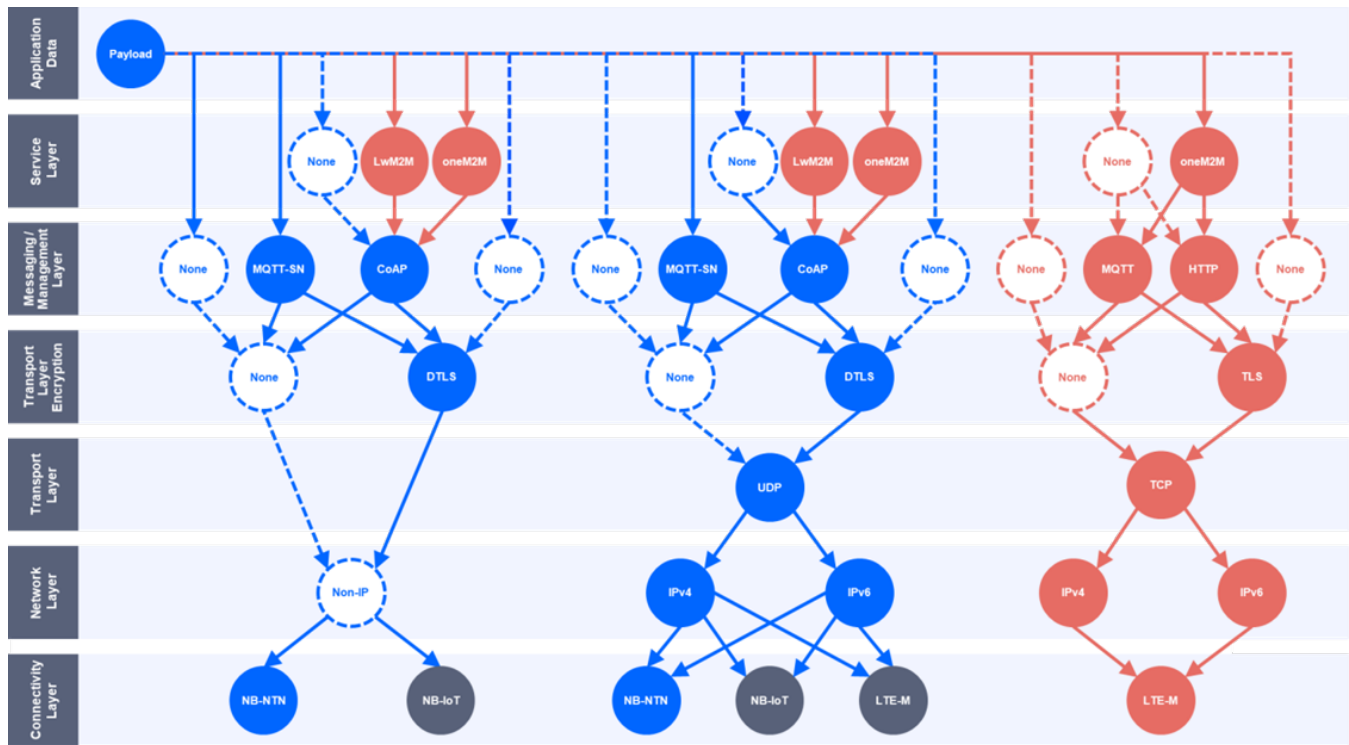 Application
Data
Payload
Service
Layer
None
LwM2M
oneM2M
None
LwM2M
oneM2M
None
oneM2M
Messaging/
Management
Layer
None
MQTT-SN
CoAP
None
None
MQTT-SN
CoAP
None
None
MQTT
HTTP
None
Transport
Layer
Encryption
None
DTLS
None
DTLS
None
TLS
Transport
Layer
UDP
TCP
Network
Layer
Non-IP
IPv4
IPv6
IPv4
IPv6
Connectivity
Layer
NB-NTN
NB-IoT
NB-NTN
NB-IoT
LTE-M
LTE-M